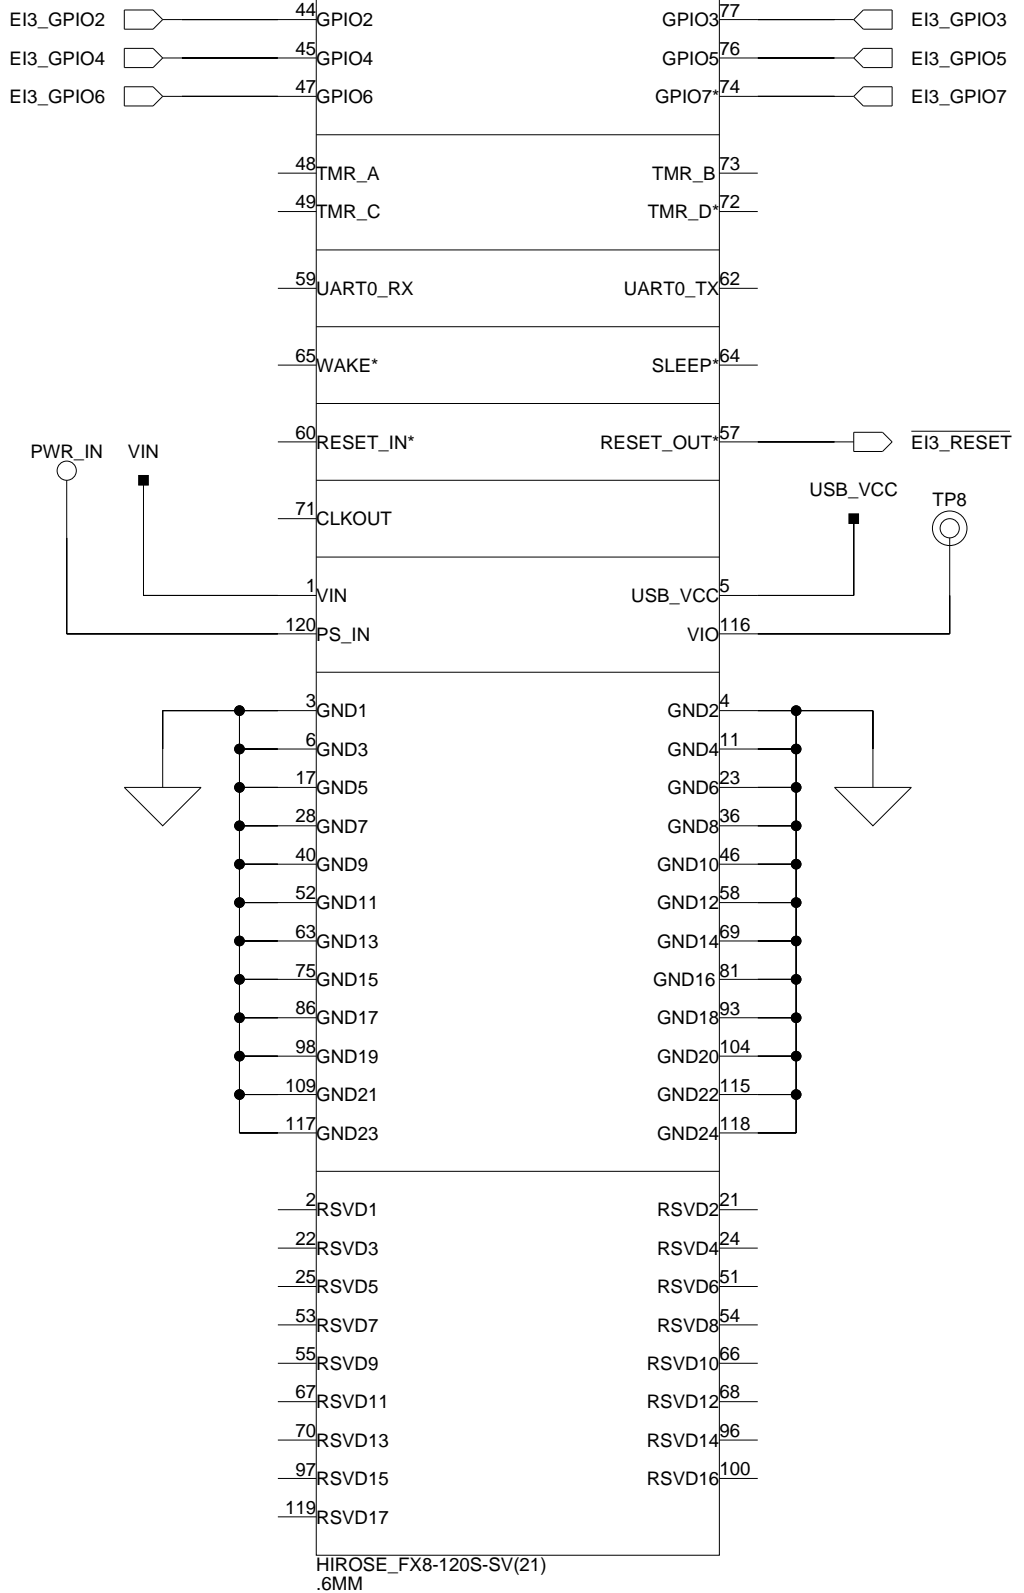 EI3_GPIO2 44 GPIO2 GPIO3 77 EI3_GPIO3
EI3_GPIO4 45 GPIO4 GPIO5 76 EI3_GPIO5
EI3_GPIO6 47 GPIO6 GPIO7* 74 EI3_GPIO7
48 TMR_A TMR_B 73
49 TMR_C TMR_D* 72
59 UART0_RX UART0_TX 62
65 WAKE* SLEEP* 64
60 RESET_IN* RESET_OUT* 57 EI3_RESET
PWR_IN VIN
USB_VCC TP8
71 CLKOUT
1 VIN USB_VCC 5
120 PS_IN VIO 116
3 GND1 GND2 4
6 GND3 GND4 11
17 GND5 GND6 23
28 GND7 GND8 36
40 GND9 GND10 46
52 GND11 GND12 58
63 GND13 GND14 69
75 GND15 GND16 81
86 GND17 GND18 93
98 GND19 GND20 104
109 GND21 GND22 115
117 GND23 GND24 118
2 RSVD1 RSVD2 21
22 RSVD3 RSVD4 24
25 RSVD5 RSVD6 51
53 RSVD7 RSVD8 54
55 RSVD9 RSVD10 66
67 RSVD11 RSVD12 68
70 RSVD13 RSVD14 96
97 RSVD15 RSVD16 100
119 RSVD17
HIROSE_FX8-120S-SV(21)
.6MM